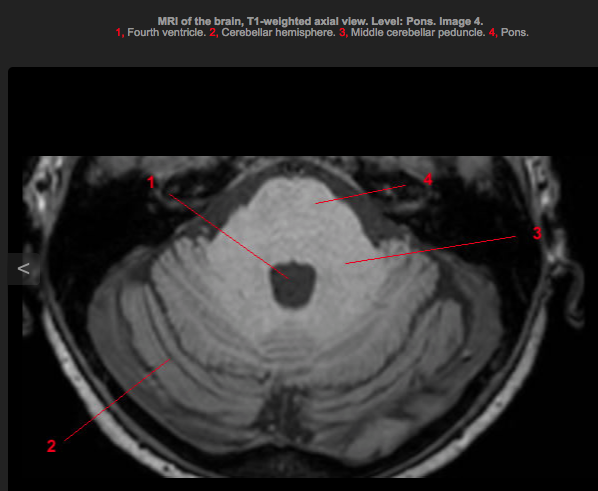 MRI of the brain, T1-weighted axial view. Level: Pons. Image 4.
1, Fourth ventricle. 2, Cerebellar hemisphere. 3, Middle cerebellar peduncle. 4, Pons.
1
4
3
<
2